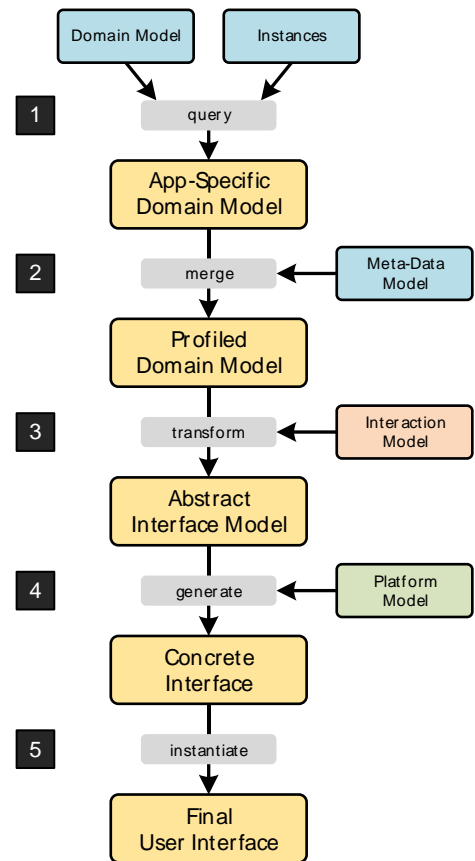 Domain Model
Instances
1
query
App-Specific
Domain Model
2
merge
Meta-Data
Model
Profiled
Domain Model
3
transform
Interaction
Model
Abstract
Interface Model
4
generate
Platform
Model
Concrete
Interface
5
instantiate
Final
User Interface